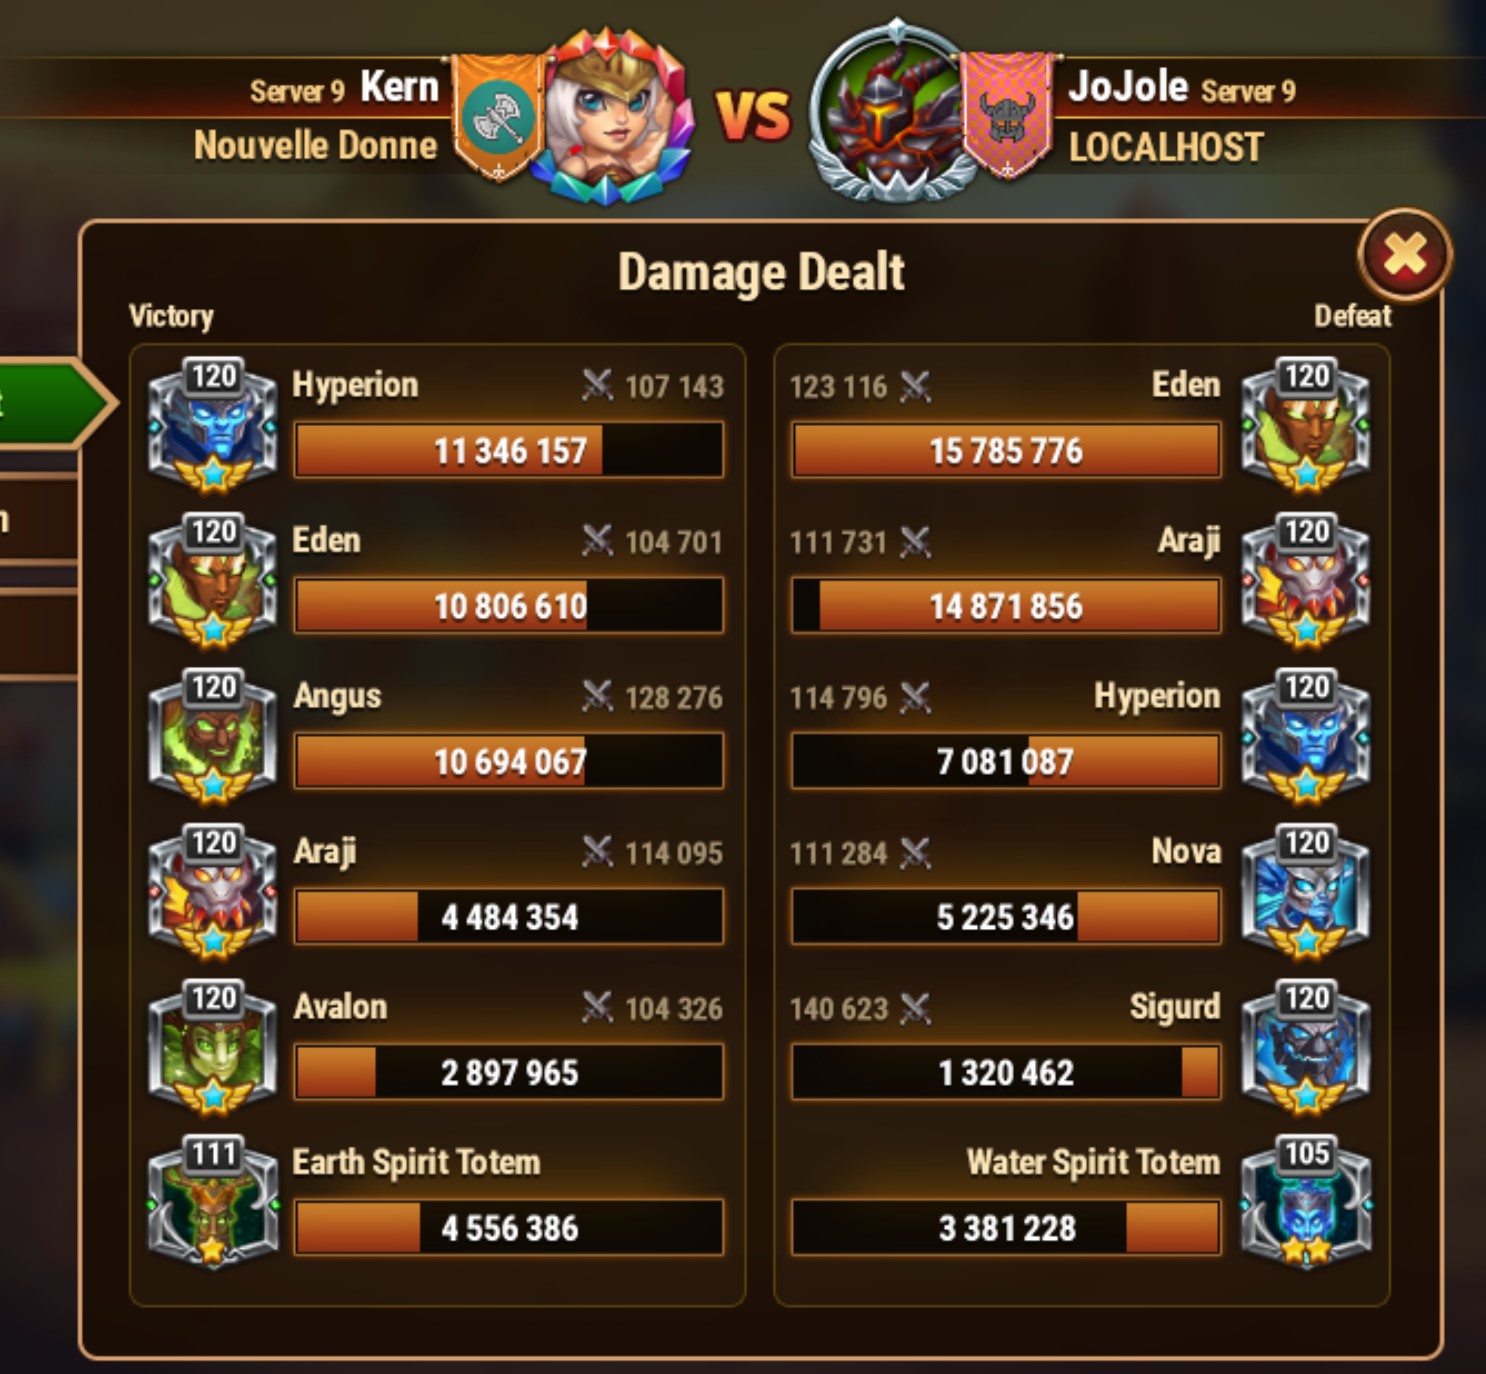 Server 9 Kern
Nouvelle Donne
VS
JoJole Server 9
LOCALHOST
Damage Dealt
Victory
Defeat
120
Hyperion 107 143
11 346 157
120
Eden 104 701
10 806 610
120
Angus 128 276
10 694 067
120
Araji 114 095
4 484 354
120
Avalon 104 326
2 897 965
111
Earth Spirit Totem
4 556 386
123 116 Eden
120
15 785 776
111 731 Araji
120
14 871 856
114 796 Hyperion
120
7 081 087
111 284 Nova
120
5 225 346
140 623 Sigurd
120
1 320 462
Water Spirit Totem
105
3 381 228